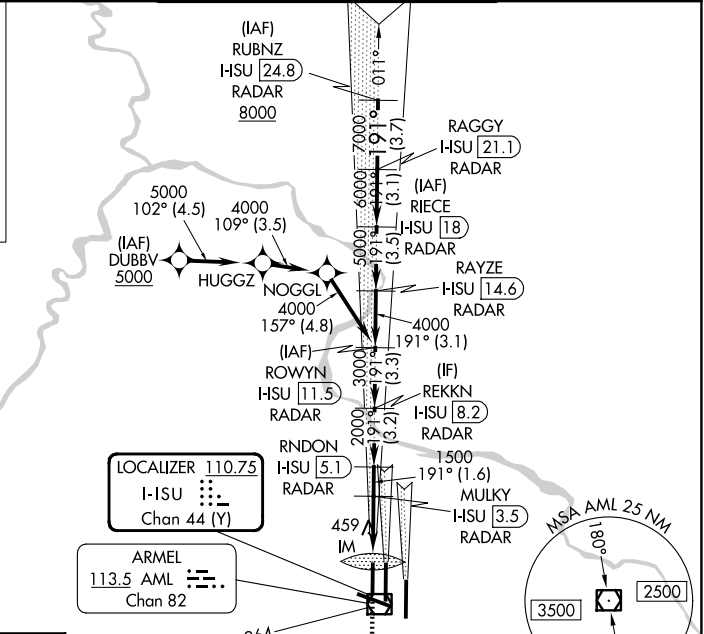 (IAF)
RUBNZ
I-ISU 24.8
RADAR
8000
011°
7000
191°
(3.7)
RAGGY
I-ISU 21.1
RADAR
6000
191°
(3.1)
(IAF)
RIECE
I-ISU 18
RADAR
5000
102° (4.5)
4000
109° (3.5)
5000
191°
(3.5)
(IAF)
DUBBV
5000
HUGGZ
NOGGL
4000
157° (4.8)
RAYZE
I-ISU 14.6
RADAR
4000
191° (3.1)
(IAF)
ROWYN
I-ISU 11.5
RADAR
3000
191°
(3.3)
(IF)
REKKN
I-ISU 8.2
RADAR
2000
191°
(3.2)
RNDON
I-ISU 5.1
RADAR
1500
191° (1.6)
MULKY
I-ISU 3.5
RADAR
LOCALIZER 110.75
I-ISU
Chan 44 (Y)
459
IM
ARMEL
113.5 AML
Chan 82
MSA AML 25 NM
180°
3500
2500